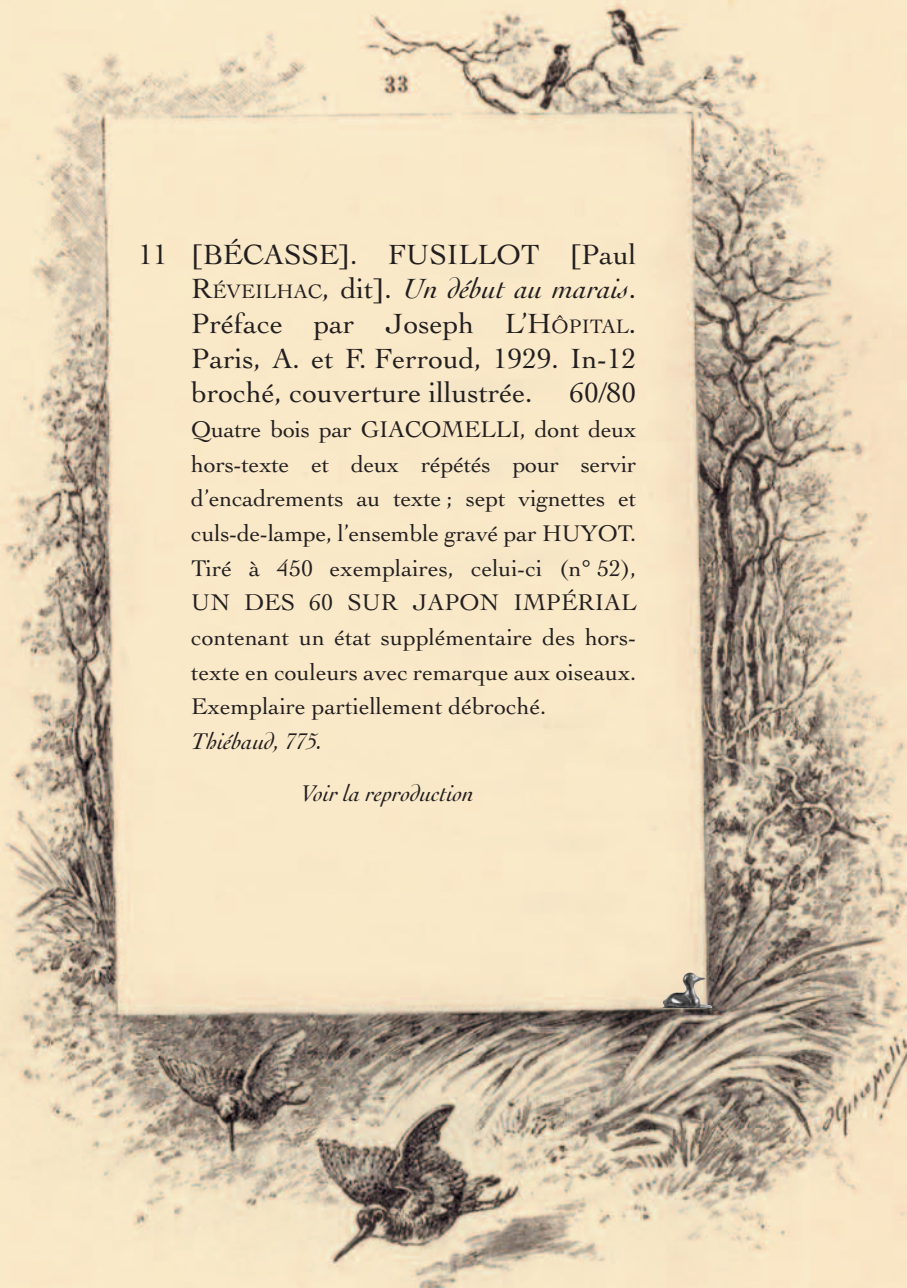 33
11 [BÉCASSE]. FUSILLOT [Paul
RÉVEILHAC, dit]. Un début au marais.
Préface par Joseph L'HÔPITAL.
Paris, A. et F. Ferroud, 1929. In-12
broché, couverture illustrée. 60/80
Quatre bois par GIACOMELLI, dont deux
hors-texte et deux répétés pour servir
d'encadrements au texte ; sept vignettes et
culs-de-lampe, l'ensemble gravé par HUYOT.
Tiré à 450 exemplaires, celui-ci (n° 52),
UN DES 60 SUR JAPON IMPÉRIAL
contenant un état supplémentaire des hors-
texte en couleurs avec remarque aux oiseaux.
Exemplaire partiellement débroché.
Thiébaud, 775.
Voir la reproduction